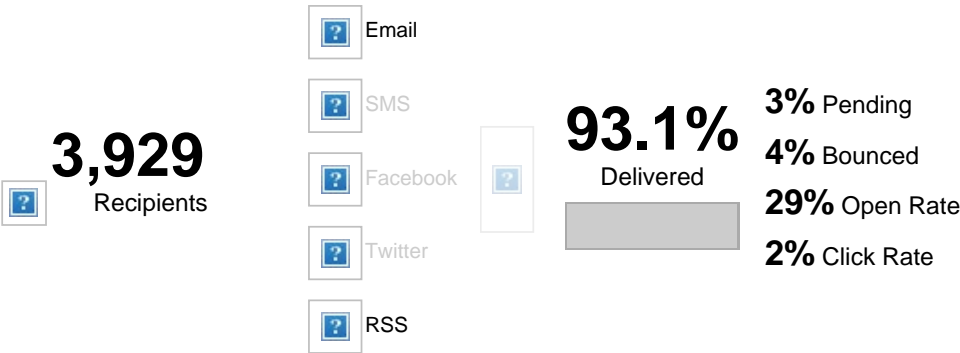 3,929
Recipients
Email
SMS
Facebook
Twitter
RSS
93.1%
Delivered
3% Pending
4% Bounced
29% Open Rate
2% Click Rate